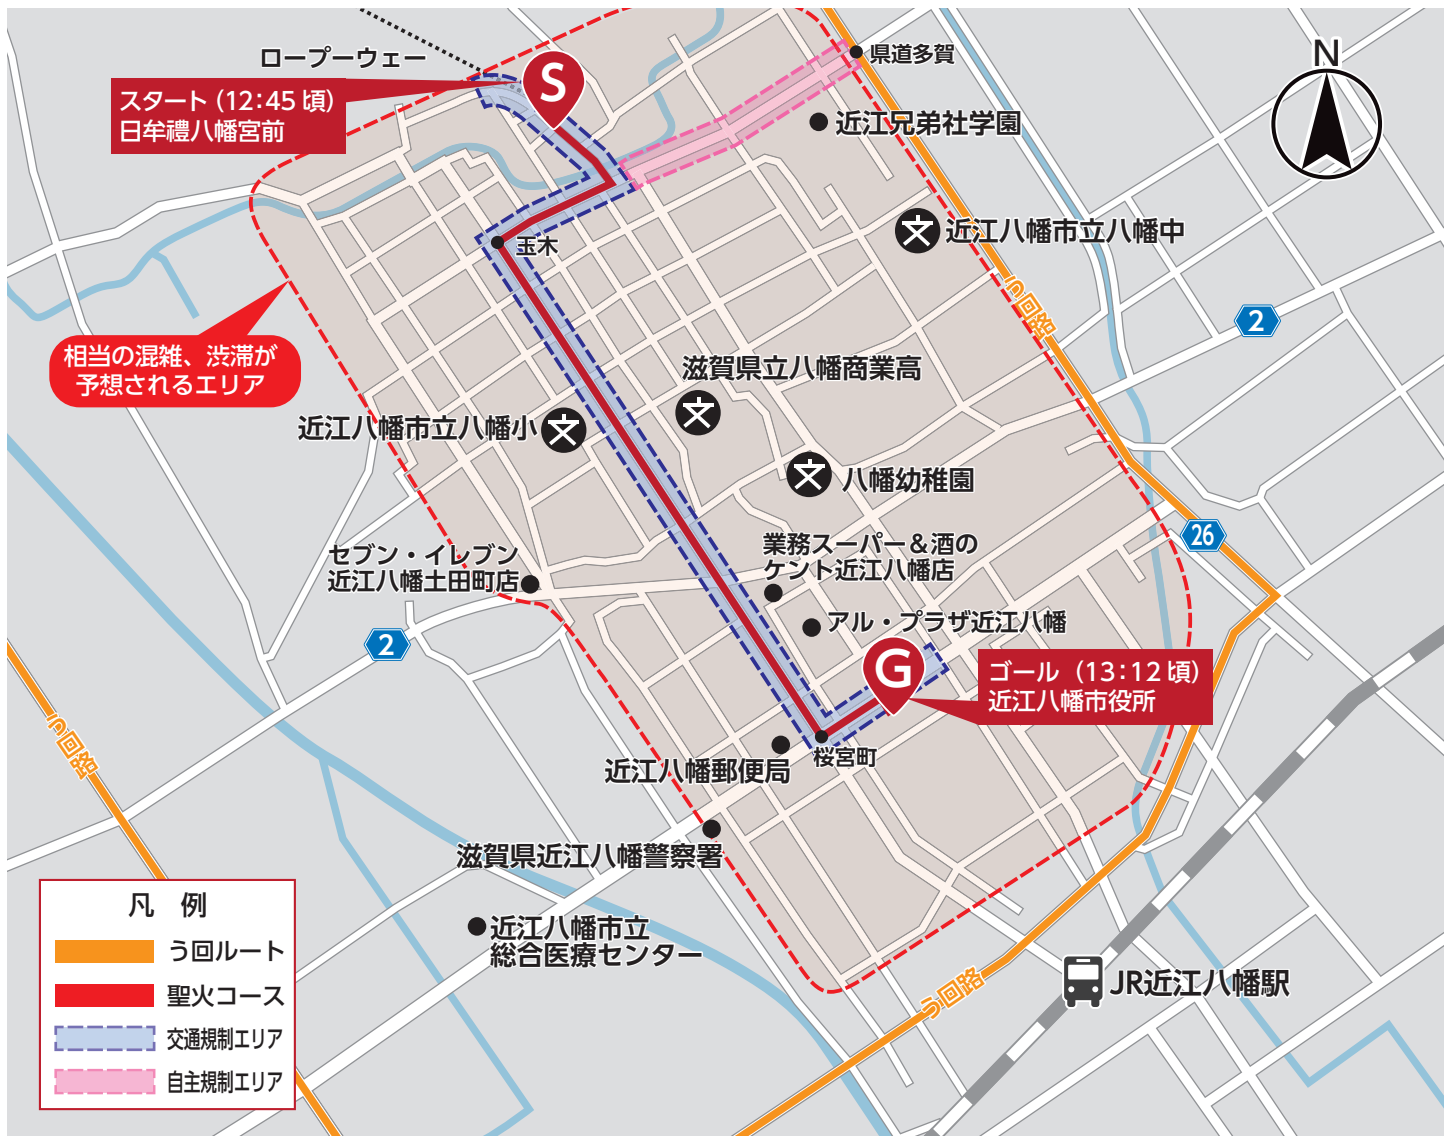 ロープーウェー
スタート（12：45 頃）
日牟禮八幡宮前
S
県道多賀
N
近江兄弟社学園
近江八幡市立八幡中
玉木
う回路
2
相当の混雑、渋滞が
予想されるエリア
滋賀県立八幡商業高
近江八幡市立八幡小
八幡幼稚園
26
セブン・イレブン
近江八幡土田町店
業務スーパー＆酒の
ケント近江八幡店
アル・プラザ近江八幡
2
G
ゴール（13：12 頃）
近江八幡市役所
う回路
桜宮町
近江八幡郵便局
滋賀県近江八幡警察署
近江八幡市立
総合医療センター
う回路
JR近江八幡駅
凡　例
う回ルート
聖火コース
交通規制エリア
自主規制エリア